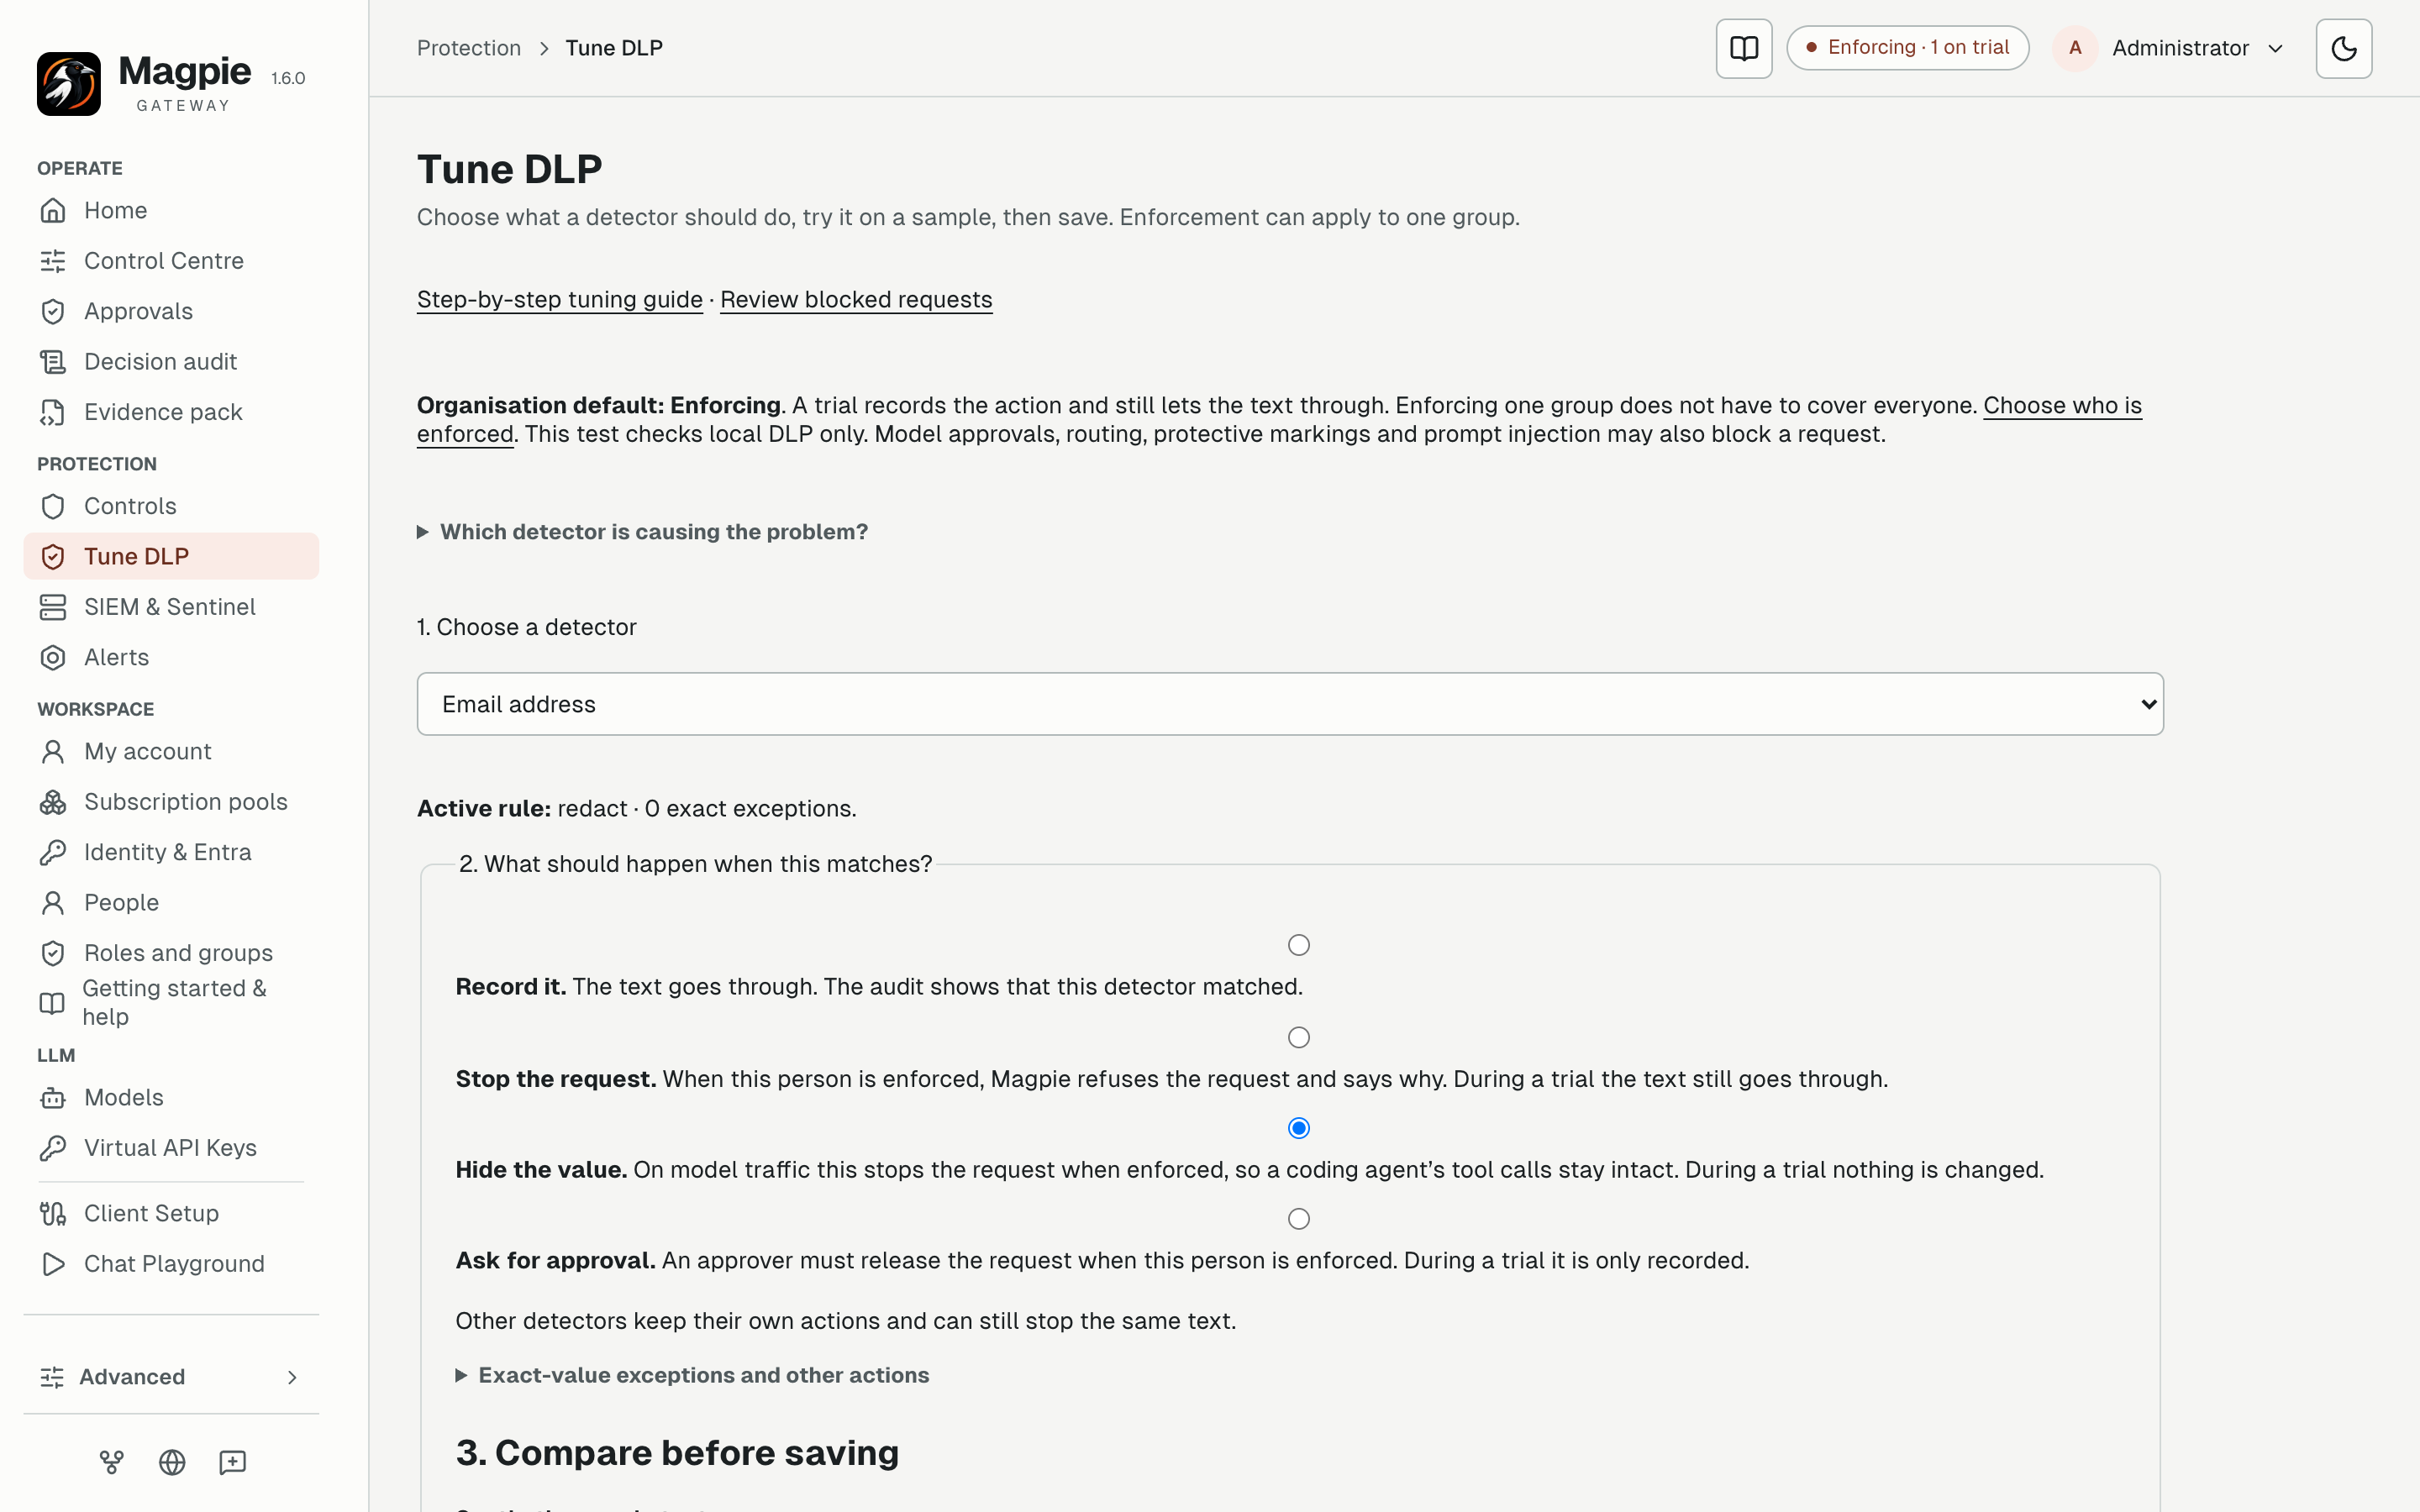 Magpie 1.6.0
GATEWAY
OPERATE
Home
Control Centre
Approvals
Decision audit
Evidence pack
PROTECTION
Controls
Tune DLP
SIEM & Sentinel
Alerts
WORKSPACE
My account
Subscription pools
Identity & Entra
People
Roles and groups
Getting started &
help
LLM
Models
Virtual API Keys
Client Setup
Chat Playground
Advanced
Protection Tune DLP
Enforcing · 1 on trial
A Administrator
Tune DLP
Choose what a detector should do, try it on a sample, then save. Enforcement can apply to one group.
Step-by-step tuning guide · Review blocked requests
Organisation default: Enforcing. A trial records the action and still lets the text through. Enforcing one group does not have to cover everyone. Choose who is
enforced. This test checks local DLP only. Model approvals, routing, protective markings and prompt injection may also block a request.
Which detector is causing the problem?
1. Choose a detector
Email address
Active rule: redact · 0 exact exceptions.
2. What should happen when this matches?
Record it. The text goes through. The audit shows that this detector matched.
Stop the request. When this person is enforced, Magpie refuses the request and says why. During a trial the text still goes through.
Hide the value. On model traffic this stops the request when enforced, so a coding agent’s tool calls stay intact. During a trial nothing is changed.
Ask for approval. An approver must release the request when this person is enforced. During a trial it is only recorded.
Other detectors keep their own actions and can still stop the same text.
Exact-value exceptions and other actions
3. Compare before saving